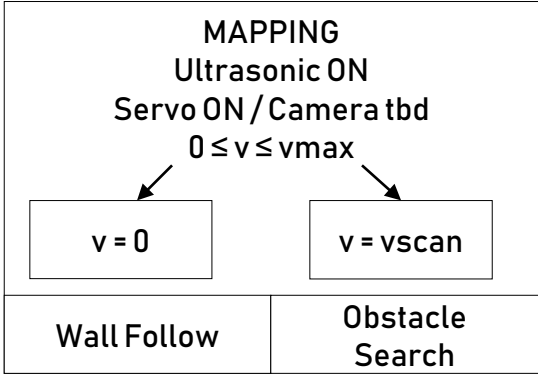 MAPPING
Ultrasonic ON
Servo ON / Camera tbd
0 ≤ v ≤ vmax
v = 0
v = vscan
Wall Follow
Obstacle
Search